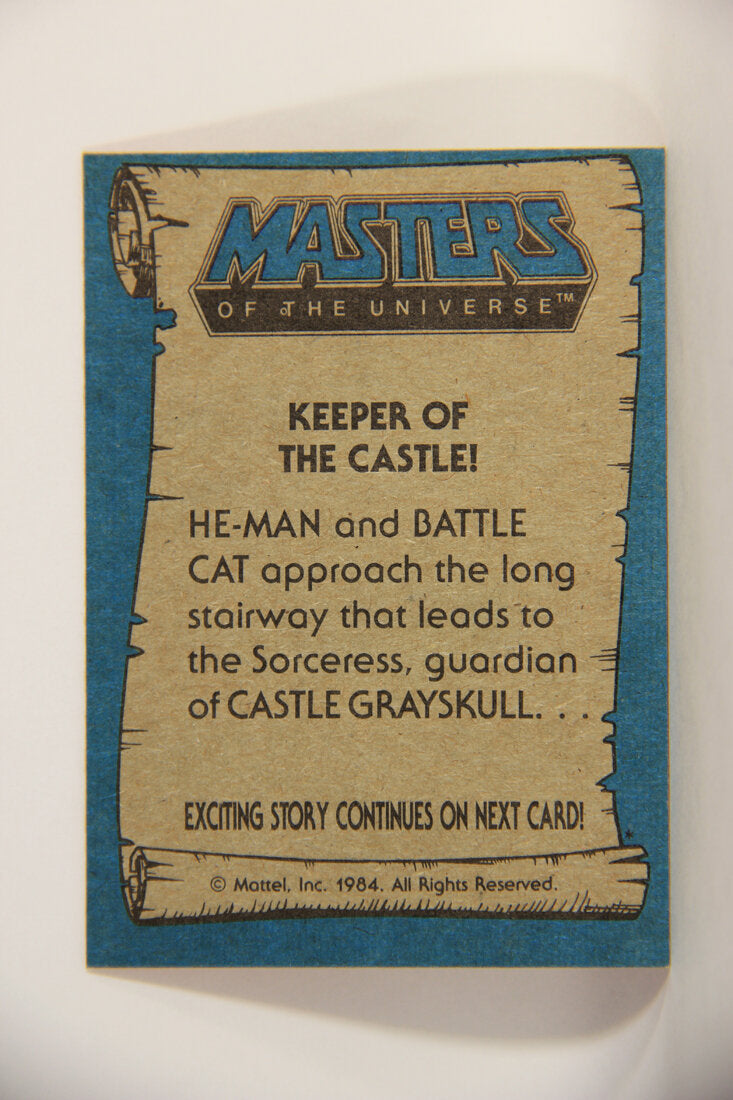 MASTERS
OF THE UNIVERSE™
KEEPER OF
THE CASTLE!
HE-MAN and BATTLE
CAT approach the long
stairway that leads to
the Sorceress, guardian
of CASTLE GRAYSKULL. . .
EXCITING STORY CONTINUES ON NEXT CARD!
*
© Mattel, Inc. 1984. All Rights Reserved.